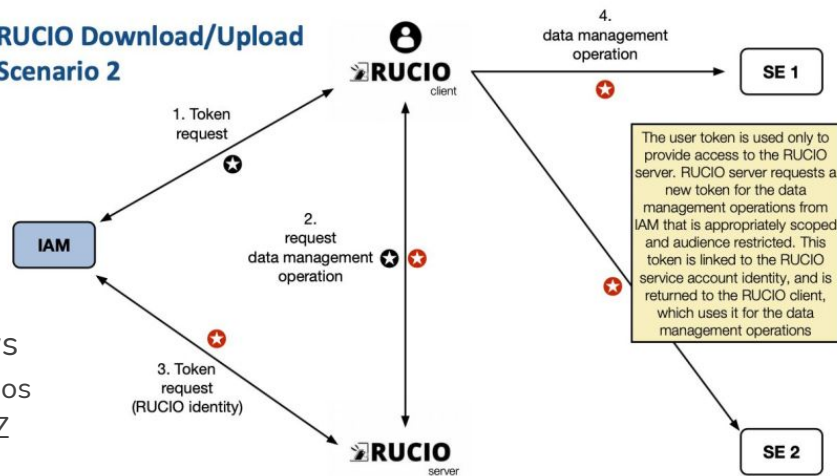 RUCIO Download/Upload
Scenario 2
RUCIO
client
4.
data management
operation
SE 1
1. Token
request
The user token is used only to
provide access to the RUCIO
server. RUCIO server requests a
new token for the data
management operations from
IAM that is appropriately scoped
and audience restricted. This
token is linked to the RUCIO
service account identity, and is
returned to the RUCIO client,
which uses it for the data
management operations
IAM
2.
request
data management
operation
3. Token
request
(RUCIO identity)
RUCIO
server
SE 2
rs
os
Z